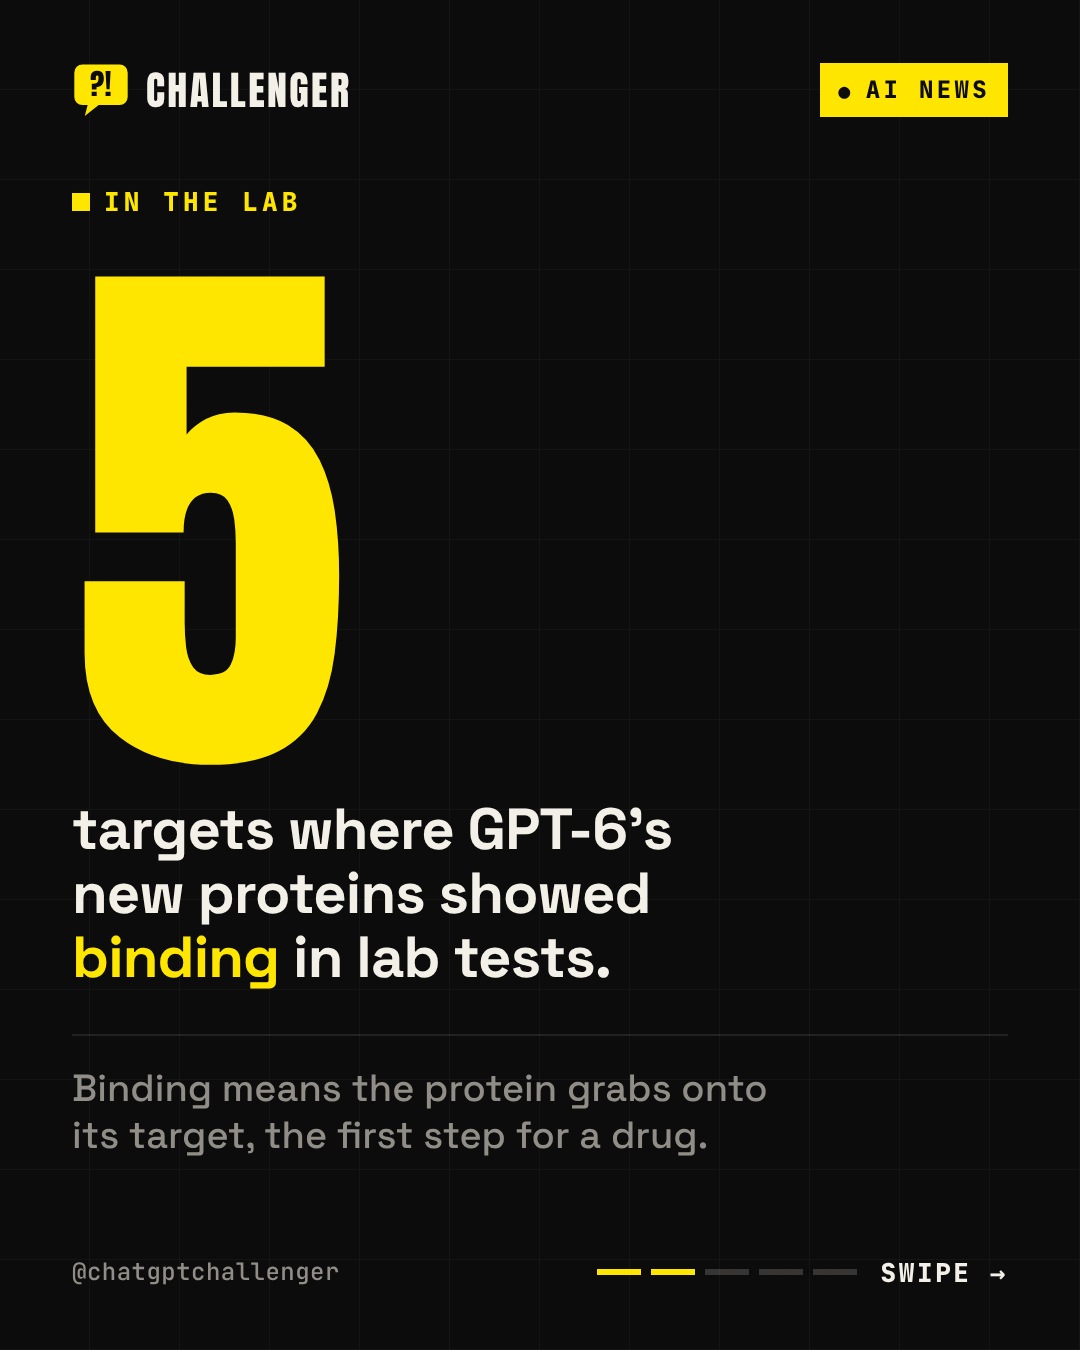 ?!
CHALLENGER
● AI NEWS
IN THE LAB
5
targets where GPT-6’s
new proteins showed
binding in lab tests.
Binding means the protein grabs onto
its target, the first step for a drug.
@chatgptchallenger
SWIPE →